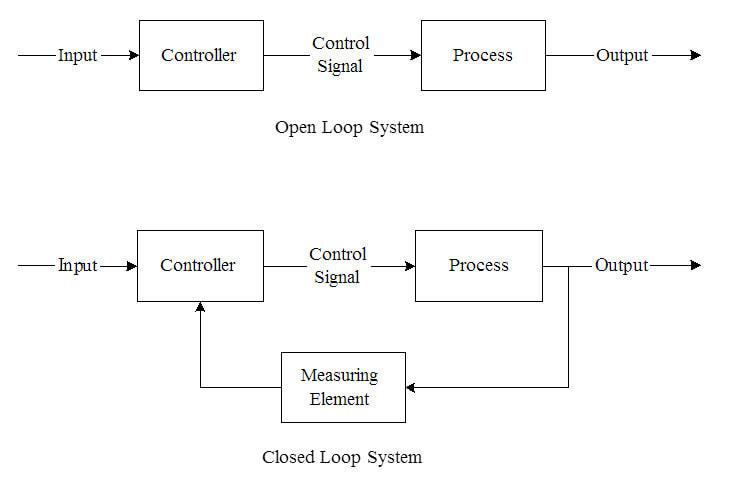 Input
Controller
Control
Signal
Process
Output
Open Loop System
Input
Controller
Control
Signal
Process
Output
Measuring
Element
Closed Loop System